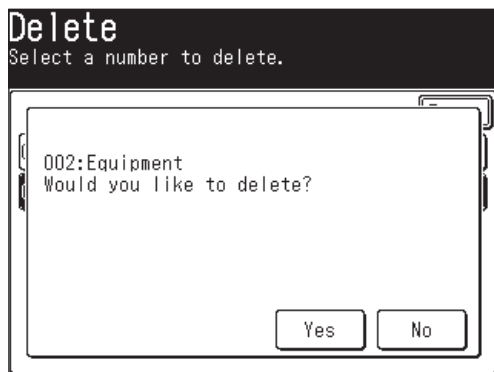 Delete
Select a number to delete.
002:Equipment
Would you like to delete?
Yes
No